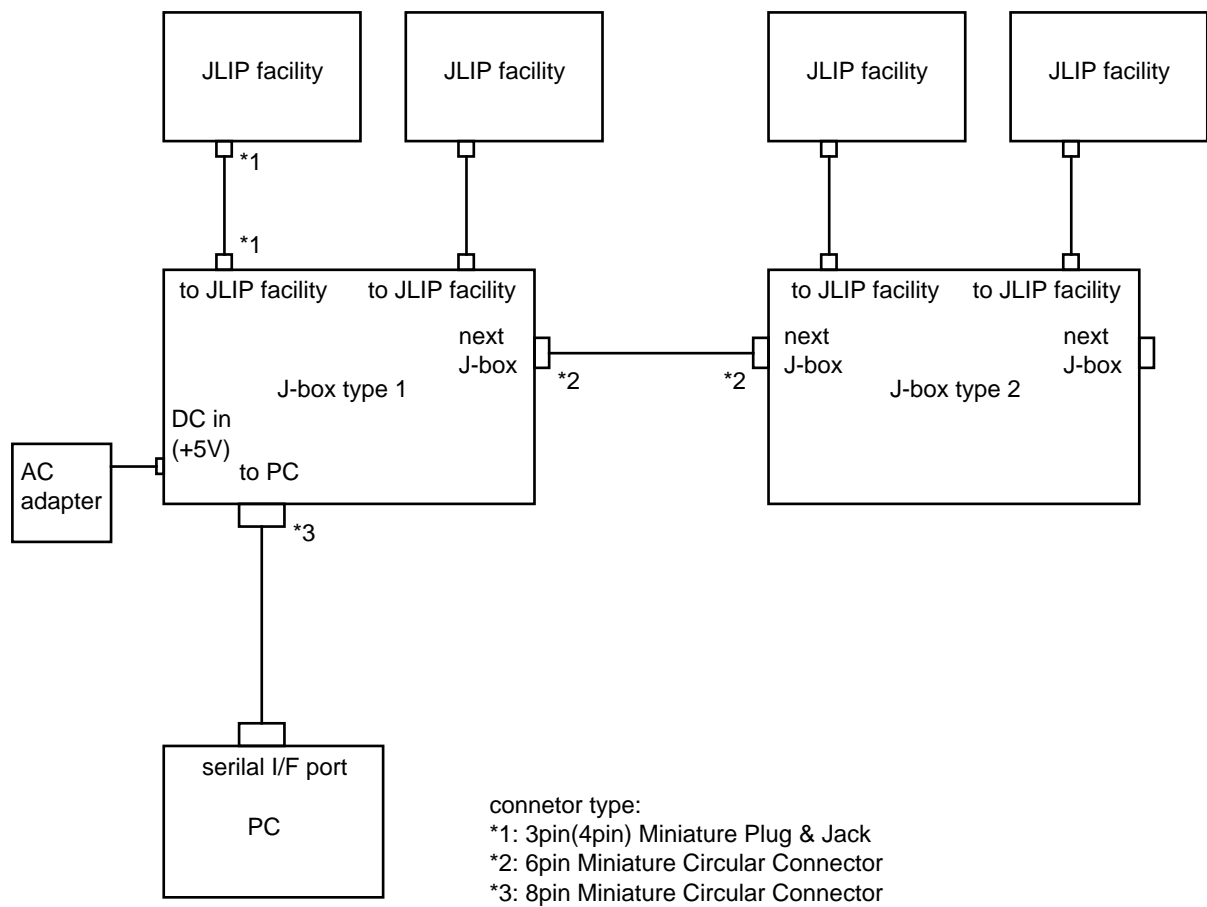 JLIP facility
JLIP facility
JLIP facility
JLIP facility
*1
*1
to JLIP facility
to JLIP facility
next
J-box
J-box type 1
DC in
(+5V)
to PC
AC
adapter
*3
*2
*2
to JLIP facility
to JLIP facility
next
J-box
next
J-box
J-box type 2
serilal I/F port
PC
connetor type:
*1: 3pin(4pin) Miniature Plug & Jack
*2: 6pin Miniature Circular Connector
*3: 8pin Miniature Circular Connector